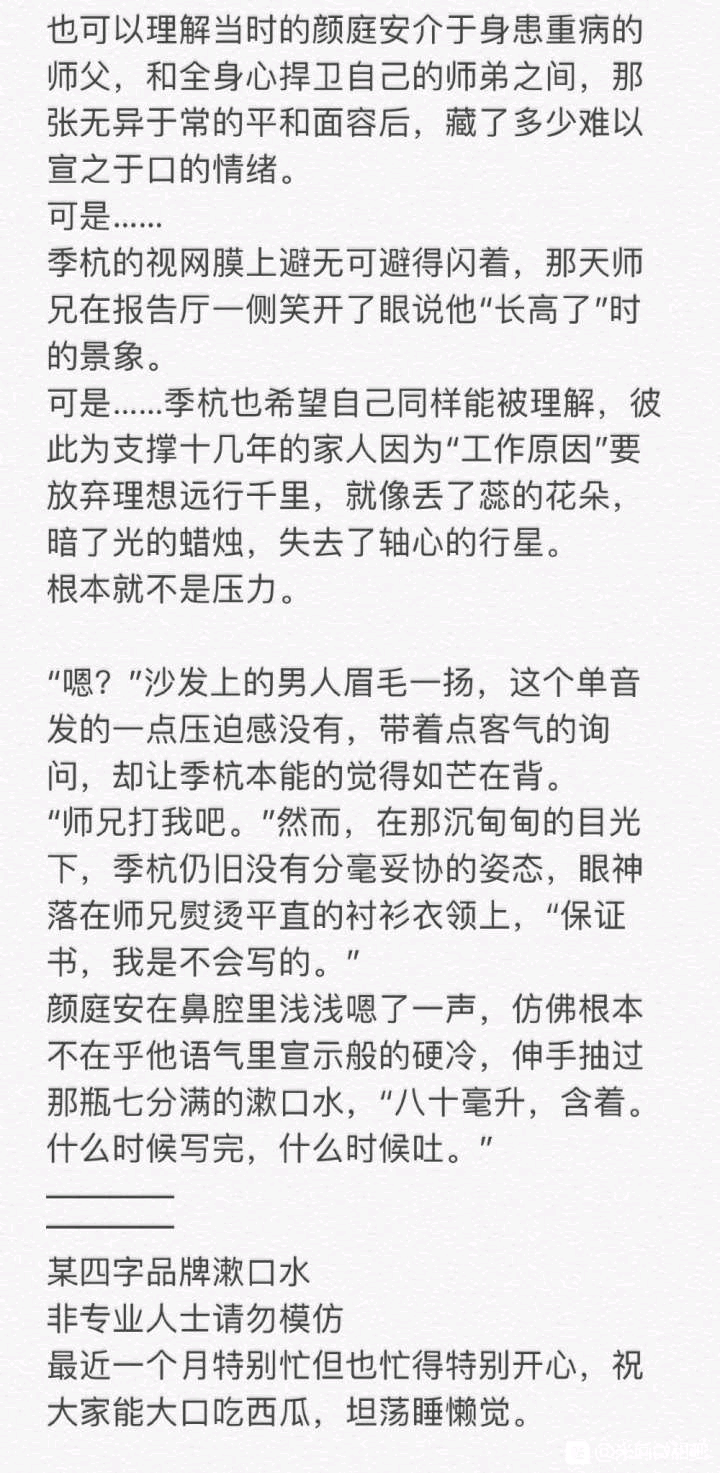 也可以理解当时的颜庭安介于身患重病的
师父，和全身心捍卫自己的师弟之间，那
张无异于常的平和面容后，藏了多少难以
宣之于口的情绪。
可是……
季杭的视网膜上避无可避得闪着，那天师
兄在报告厅一侧笑开了眼说他“长高了”时
的景象。
可是……季杭也希望自己同样能被理解，彼
此为支撑十几年的家人因为“工作原因”要
放弃理想远行千里，就像丢了蕊的花朵，
暗了光的蜡烛，失去了轴心的行星。
根本就不是压力。
“嗯？”沙发上的男人眉毛一扬，这个单音
发的一点压迫感没有，带着点客气的询
问，却让季杭本能的觉得如芒在背。
“师兄打我吧。”然而，在那沉甸甸的目光
下，季杭仍旧没有分毫妥协的姿态，眼神
落在师兄熨烫平直的衬衫衣领上，“保证
书，我是不会写的。”
颜庭安在鼻腔里浅浅嗯了一声，仿佛根本
不在乎他语气里宣示般的硬冷，伸手抽过
那瓶七分满的漱口水，“八十毫升，含着。
什么时候写完，什么时候吐。”
某四字品牌漱口水
非专业人士请勿模仿
最近一个月特别忙但也忙得特别开心，祝
大家能大口吃西瓜，坦荡睡懒觉。